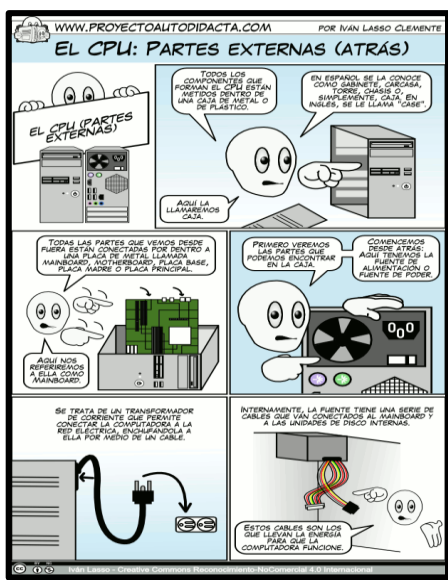 WWW.PROYECTOAUTODIDACTA.COM
POR IVÁN LASSO CLEMENTE
EL CPU: PARTES EXTERNAS (ATRÁS)
EL CPU (PARTES
EXTERNAS)
TODOS LOS
COMPONENTES QUE
FORMAN EL CPU ESTÁN
METIDOS DENTRO DE
UNA CAJA DE METAL O
DE PLÁSTICO.
EN ESPAÑOL SE LA CONOCE
COMO GABINETE, CARCASA,
TORRE, CHASIS O,
SIMPLEMENTE, CAJA. EN
INGLÉS, SE LE LLAMA "CASE".
AQUÍ LA
LLAMAREMOS
CAJA.
TODAS LAS PARTES QUE VEMOS DESDE
FUERA ESTÁN CONECTADAS POR DENTRO A
UNA PLACA DE METAL LLAMADA
MAINBOARD, MOTHERBOARD, PLACA BASE,
PLACA MADRE O PLACA PRINCIPAL.
AQUÍ NOS
REFERIREMOS
A ELLA COMO
MAINBOARD.
PRIMERO VEREMOS
LAS PARTES QUE
PODEMOS ENCONTRAR
EN LA CAJA.
COMENCEMOS
DESDE ATRÁS:
AQUÍ TENEMOS LA
FUENTE DE
ALIMENTACIÓN O
FUENTE DE PODER.
SE TRATA DE UN TRANSFORMADOR
DE CORRIENTE QUE PERMITE
CONECTAR LA COMPUTADORA A LA
RED ELÉCTRICA, ENCHUFÁNDOLA A
ELLA POR MEDIO DE UN CABLE.
INTERNAMENTE, LA FUENTE TIENE UNA SERIE DE
CABLES QUE VAN CONECTADOS AL MAINBOARD Y
A LAS UNIDADES DE DISCO INTERNAS.
ESTOS CABLES SON LOS
QUE LLEVAN LA ENERGÍA
PARA QUE LA
COMPUTADORA FUNCIONE.
Iván Lasso - Creative Commons Reconocimiento-NoComercial 4.0 Internacional